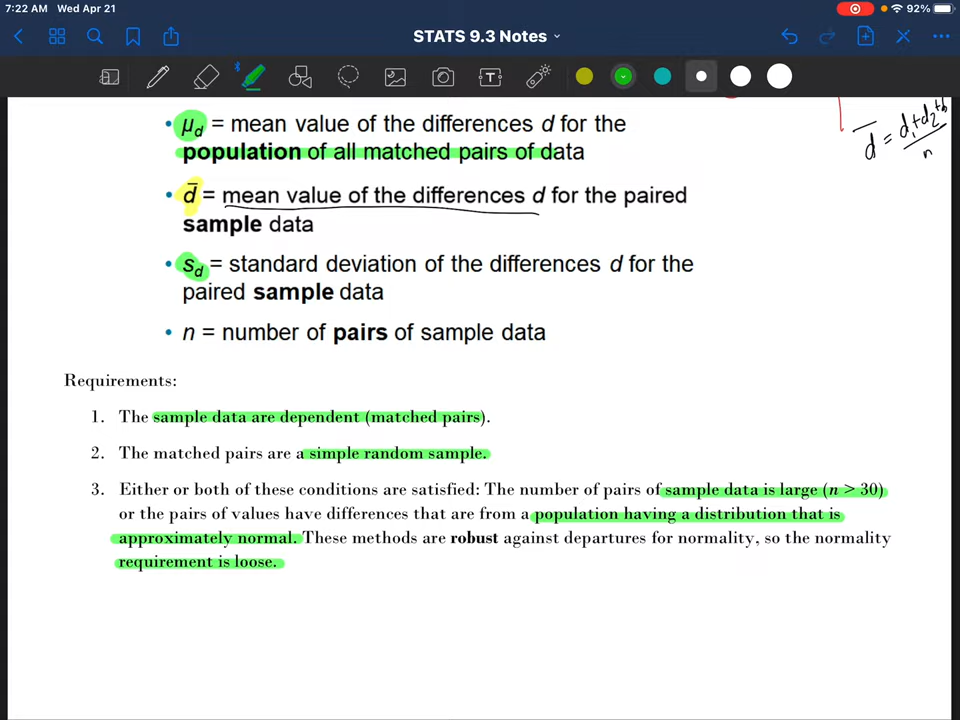 7:22 AM Wed Apr 21
92%
STATS 9.3 Notes
T
• μd = mean value of the differences d for the
population of all matched pairs of data
d̄ = d₁+d₂+
n
• d̄ = mean value of the differences d for the paired
sample data
• sd = standard deviation of the differences d for the
paired sample data
• n = number of pairs of sample data
Requirements:
1. The sample data are dependent (matched pairs).
2. The matched pairs are a simple random sample.
3. Either or both of these conditions are satisfied: The number of pairs of sample data is large (n > 30)
or the pairs of values have differences that are from a population having a distribution that is
approximately normal. These methods are robust against departures for normality, so the normality
requirement is loose.